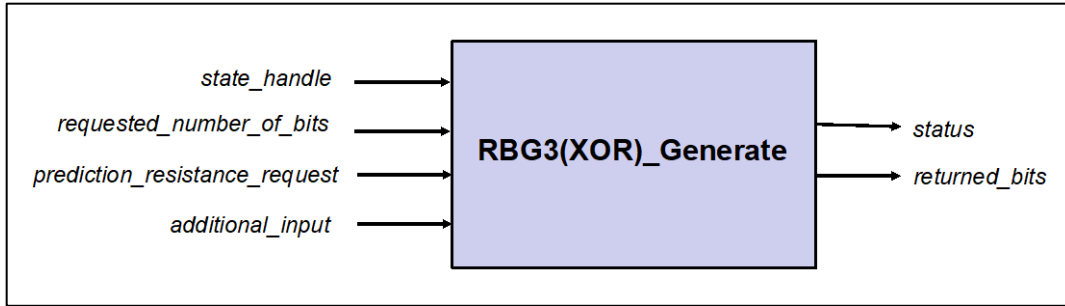 state_handle
requested_number_of_bits
prediction_resistance_request
additional_input
RBG3(XOR)_Generate
status
returned_bits